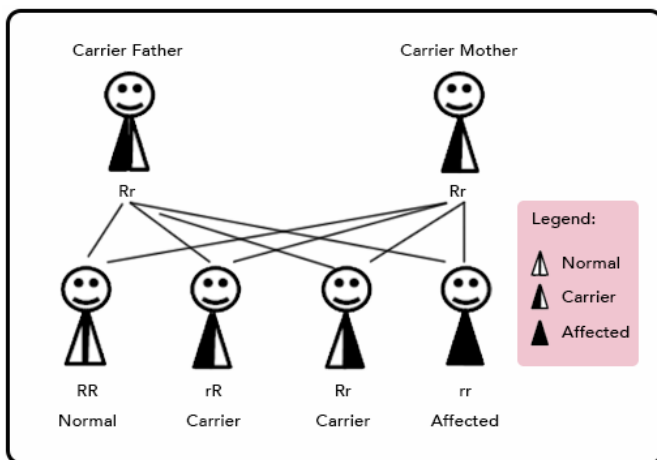 Carrier Father
Carrier Mother
Rr
Rr
Legend:
Normal
Carrier
Affected
RR
rR
Rr
rr
Normal
Carrier
Carrier
Affected